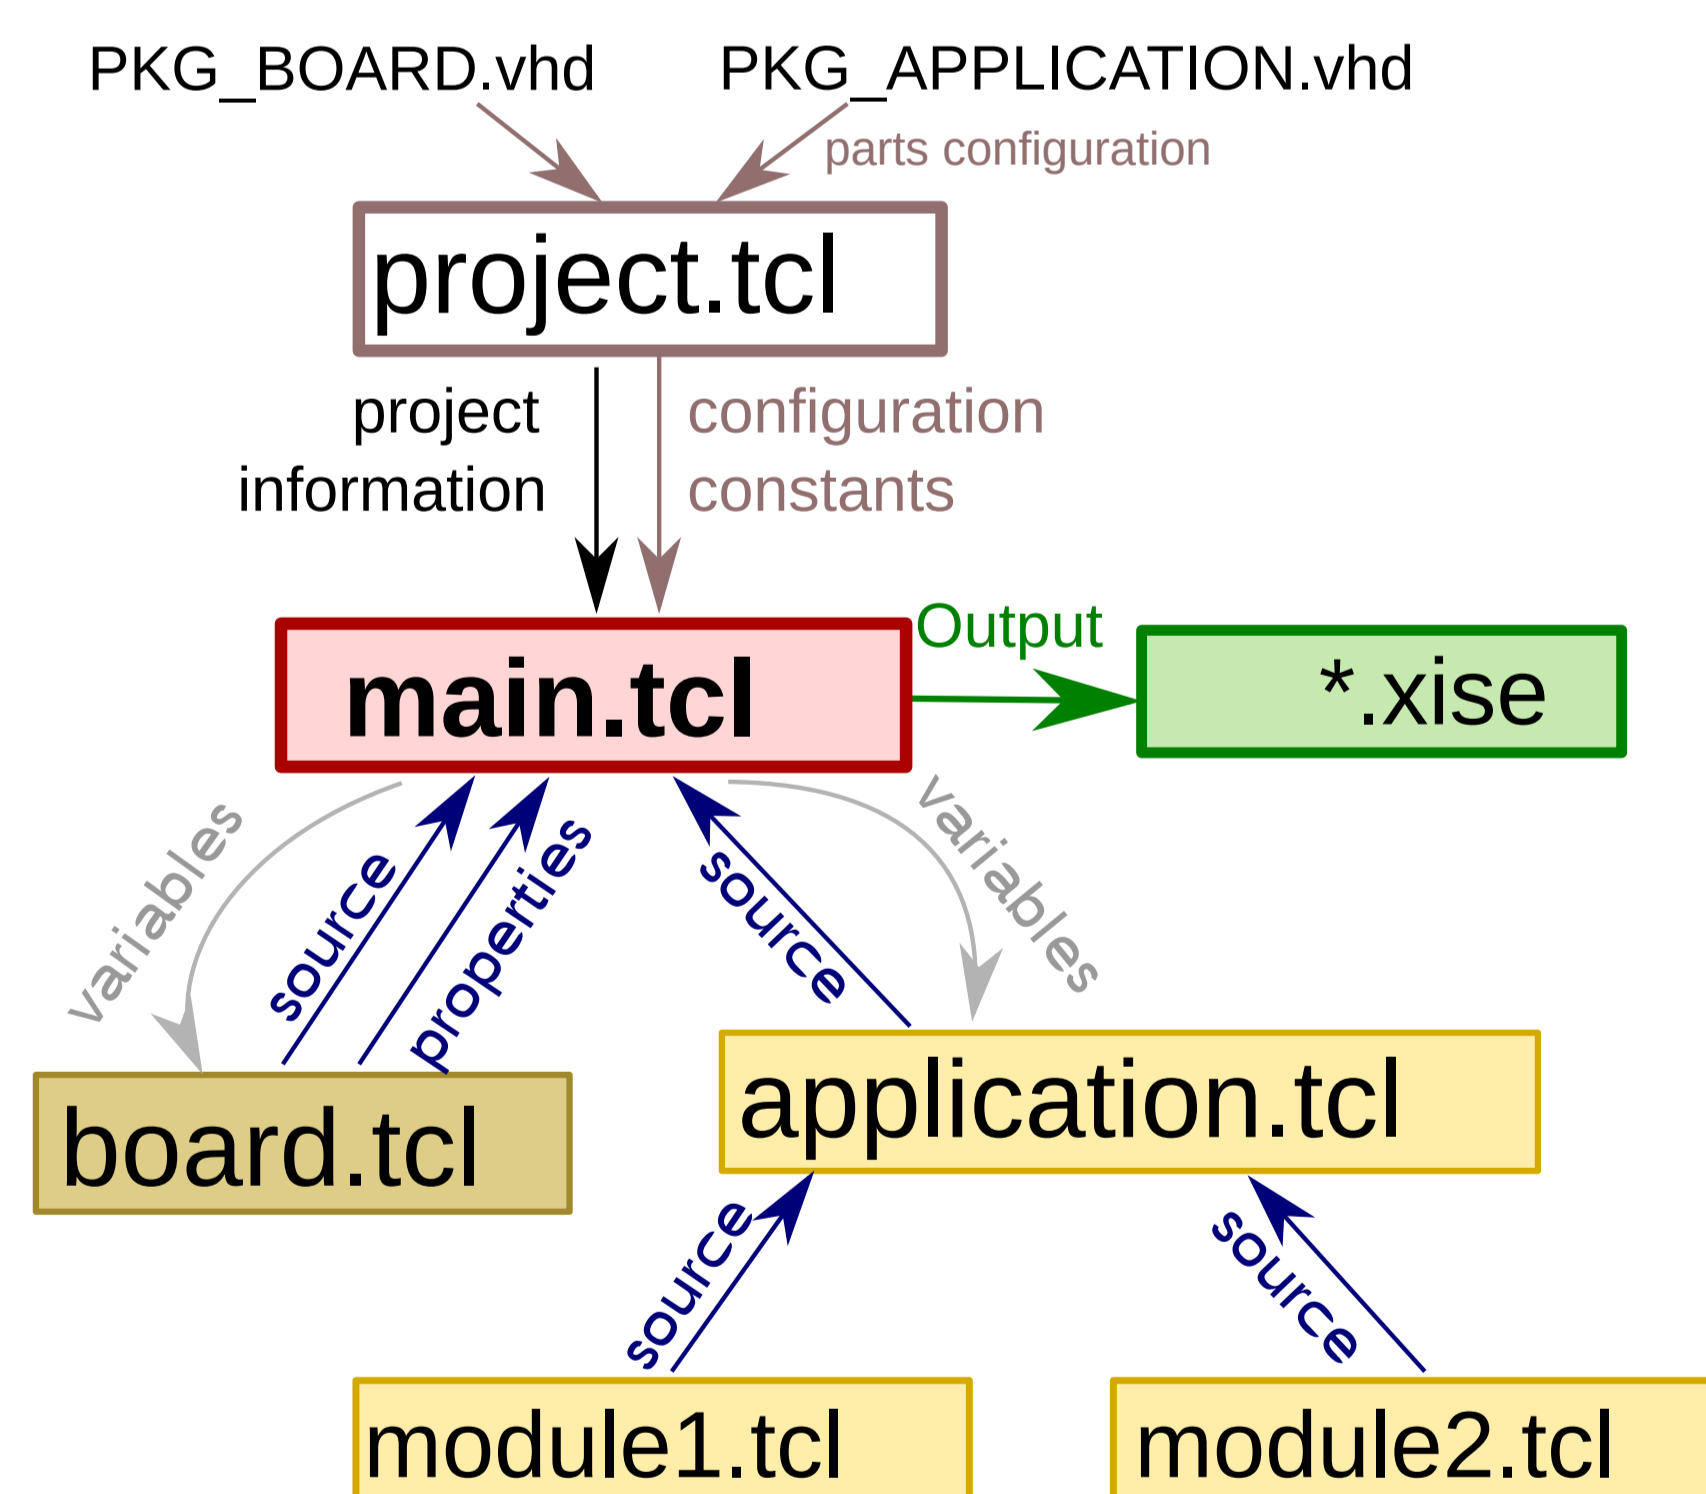 PKG_BOARD.vhd
PKG_APPLICATION.vhd
parts configuration
project.tcl
project
information
configuration
constants
main.tcl
Output
*.xise
variables
source
properties
source
variables
board.tcl
application.tcl
source
source
module1.tcl
module2.tcl